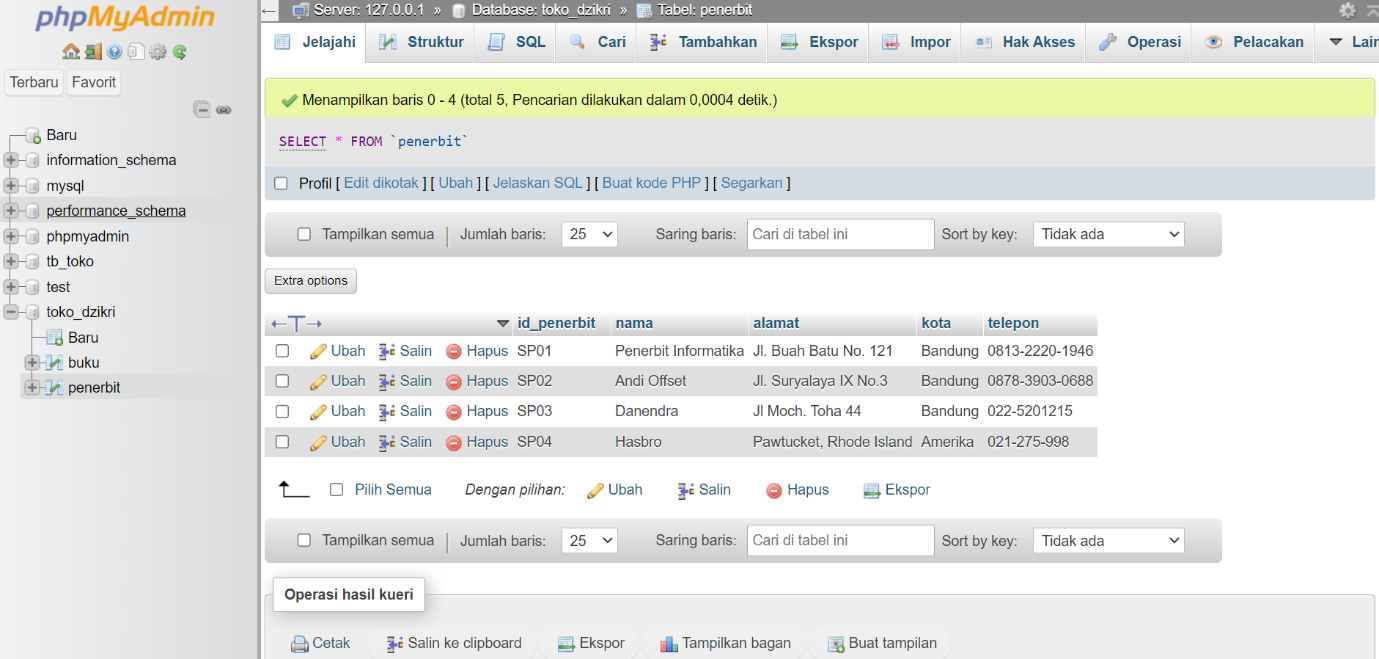 phpMyAdmin
Terbaru Favorit
Baru
information_schema
mysql
performance_schema
phpmyadmin
tb_toko
test
toko_dzikri
Baru
buku
penerbit
Server: 127.0.0.1 » Database: toko_dzikri » Tabel: penerbit
Jelajahi Struktur SQL Cari Tambahkan Ekspor Impor Hak Akses Operasi Pelacakan
Menampilkan baris 0 - 4 (total 5, Pencarian dilakukan dalam 0,0004 detik.)
SELECT * FROM `penerbit`
Profil [ Edit dikotak ] [ Ubah ] [ Jelaskan SQL ] [ Buat kode PHP ] [ Segarkan ]
Tampilkan semua | Jumlah baris: 25 Saring baris: Cari di tabel ini Sort by key: Tidak ada
Extra options
←T→ id_penerbit nama alamat kota telepon
Ubah Salin Hapus SP01 Penerbit Informatika Jl. Buah Batu No. 121 Bandung 0813-2220-1946
Ubah Salin Hapus SP02 Andi Offset Jl. Suryalaya IX No.3 Bandung 0878-3903-0688
Ubah Salin Hapus SP03 Danendra Jl Moch. Toha 44 Bandung 022-5201215
Ubah Salin Hapus SP04 Hasbro Pawtucket, Rhode Island Amerika 021-275-998
Pilih Semua Dengan pilihan: Ubah Salin Hapus Ekspor
Tampilkan semua | Jumlah baris: 25 Saring baris: Cari di tabel ini Sort by key: Tidak ada
Operasi hasil kueri
Cetak Salin ke clipboard Ekspor Tampilkan bagan Buat tampilan